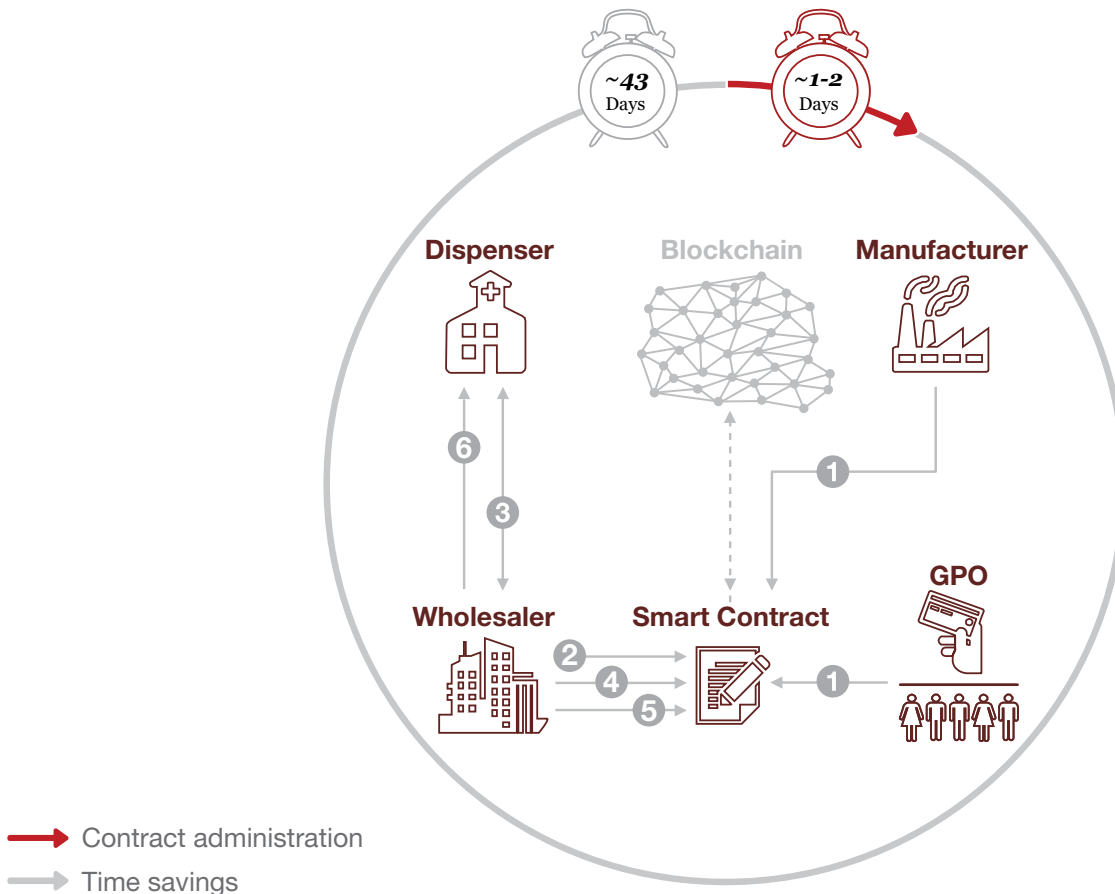 ~43
Days
~1-2
Days
Dispenser
Blockchain
Manufacturer
6
1
3
GPO
Wholesaler
Smart Contract
2
4
1
5
Contract administration
Time savings